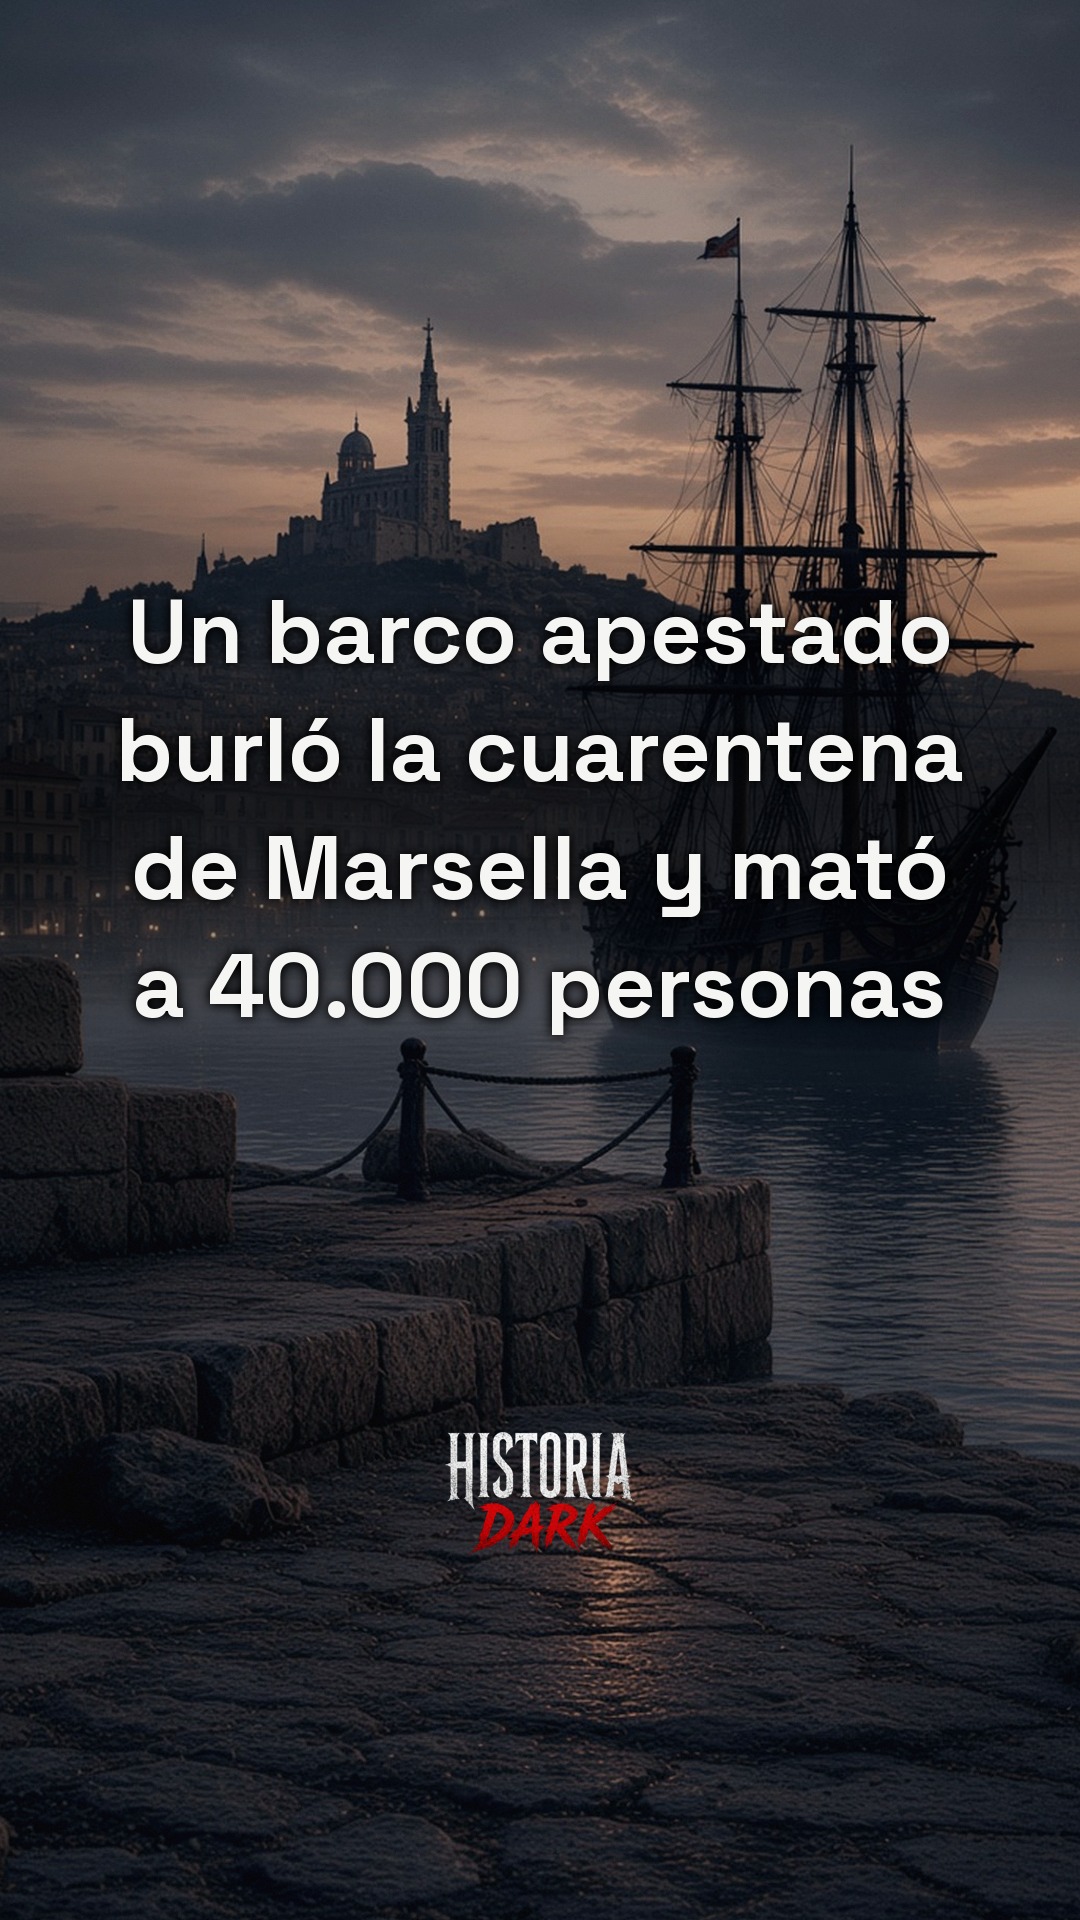 Un barco apestado
burló la cuarentena
de Marsella y mató
a 40.000 personas
HISTORIA
DARK